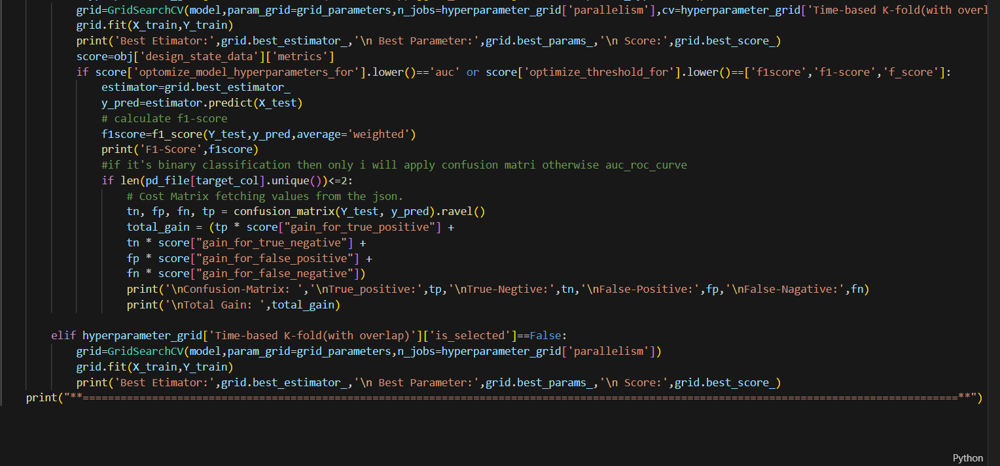 grid=GridSearchCV(model,param_grid=grid_parameters,n_jobs=hyperparameter_grid['parallelism'],cv=hyperparameter_grid['Time-based K-fold(with overl
grid.fit(X_train,Y_train)
print('Best Etimator:',grid.best_estimator_,'\n Best Parameter:',grid.best_params_,'\n Score:',grid.best_score_)
score=obj['design_state_data']['metrics']
if score['optomize_model_hyperparameters_for'].lower()=='auc' or score['optimize_threshold_for'].lower()==['f1score','f1-score','f_score']:
estimator=grid.best_estimator_
y_pred=estimator.predict(X_test)
# calculate f1-score
f1score=f1_score(Y_test,y_pred,average='weighted')
print('F1-Score',f1score)
#if it's binary classification then only i will apply confusion matri otherwise auc_roc_curve
if len(pd_file[target_col].unique())<=2:
# Cost Matrix fetching values from the json.
tn, fp, fn, tp = confusion_matrix(Y_test, y_pred).ravel()
total_gain = (tp * score["gain_for_true_positive"] +
tn * score["gain_for_true_negative"] +
fp * score["gain_for_false_positive"] +
fn * score["gain_for_false_negative"])
print('\nConfusion-Matrix: ','\nTrue_positive:',tp,'\nTrue-Negtive:',tn,'\nFalse-Positive:',fp,'\nFalse-Nagative:',fn)
print('\nTotal Gain: ',total_gain)
elif hyperparameter_grid['Time-based K-fold(with overlap)']['is_selected']==False:
grid=GridSearchCV(model,param_grid=grid_parameters,n_jobs=hyperparameter_grid['parallelism'])
grid.fit(X_train,Y_train)
print('Best Etimator:',grid.best_estimator_,'\n Best Parameter:',grid.best_params_,'\n Score:',grid.best_score_)
print("**===========================================================================================================================================**")
Python